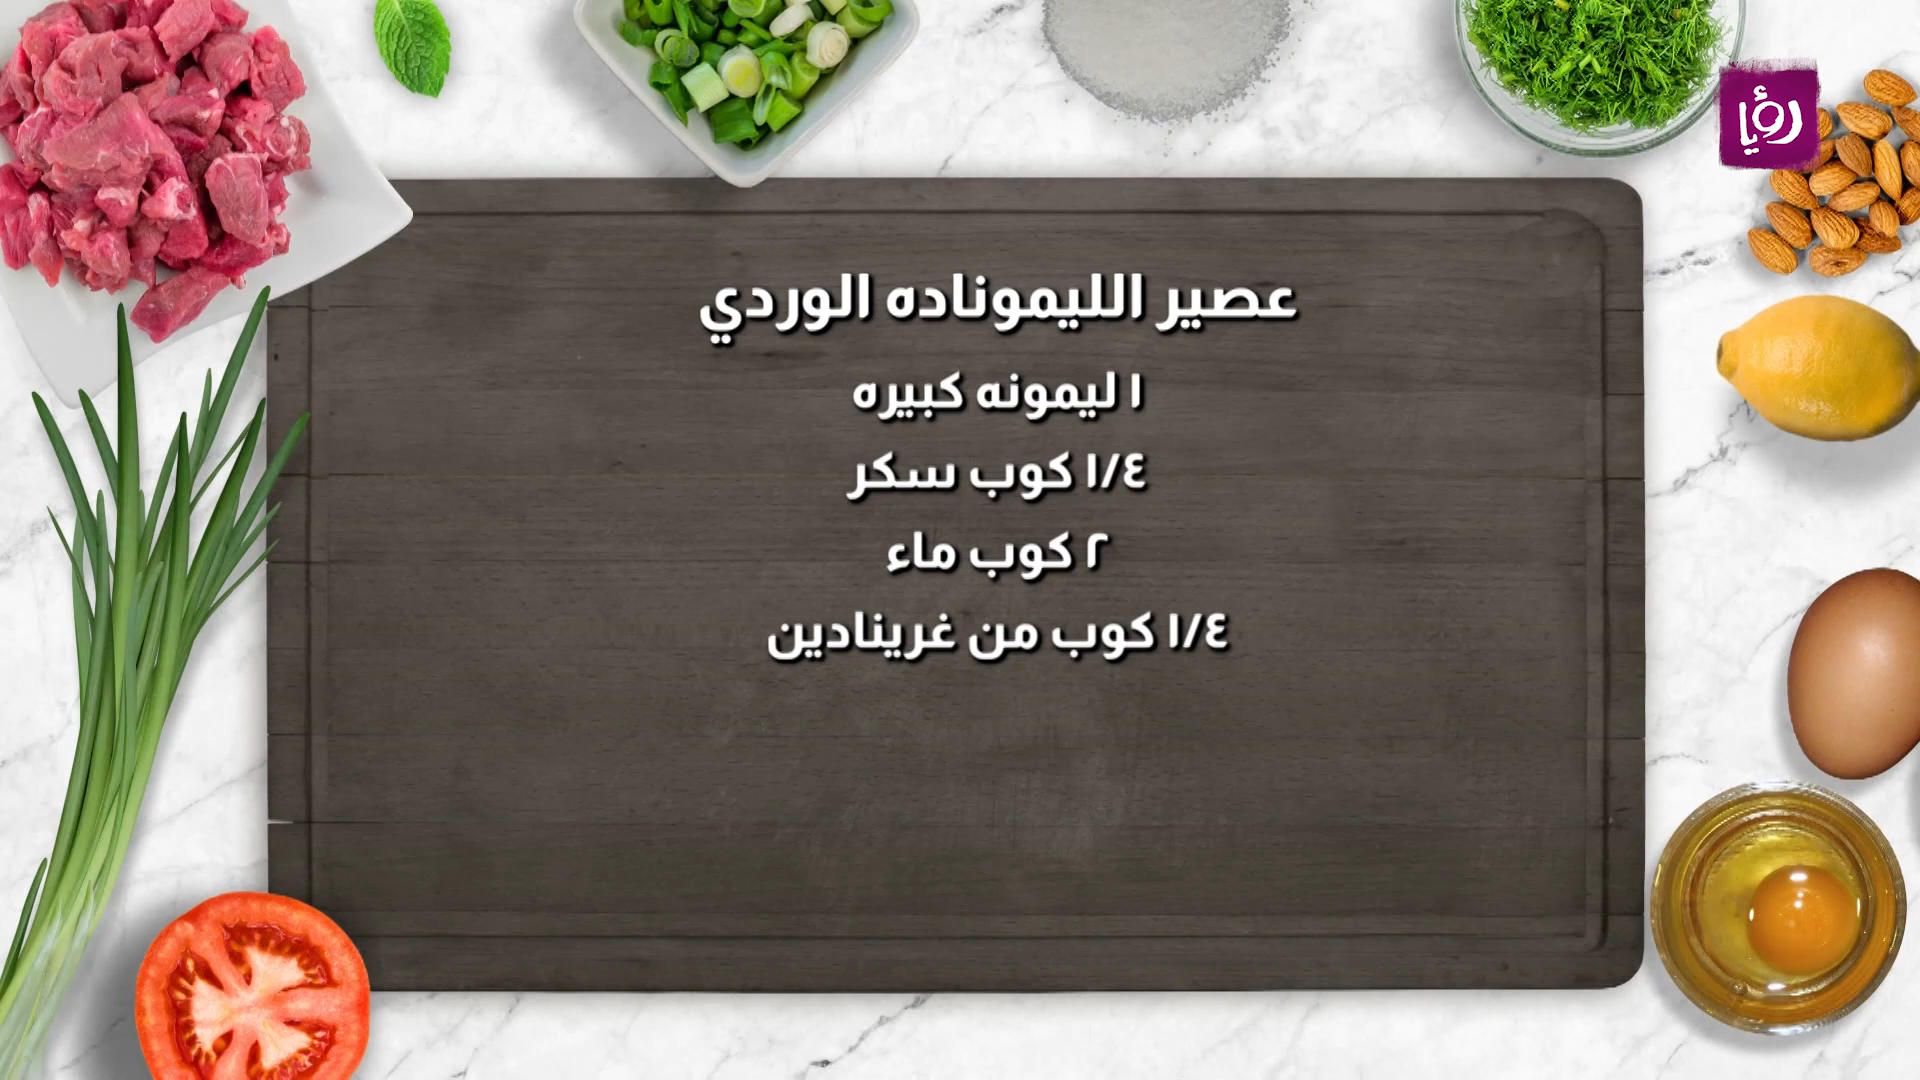 رؤيا
عصير الليموناده الوردي
١ ليمونه كبيره
١/٤ كوب سكر
٢ كوب ماء
١/٤ كوب من غرينادين